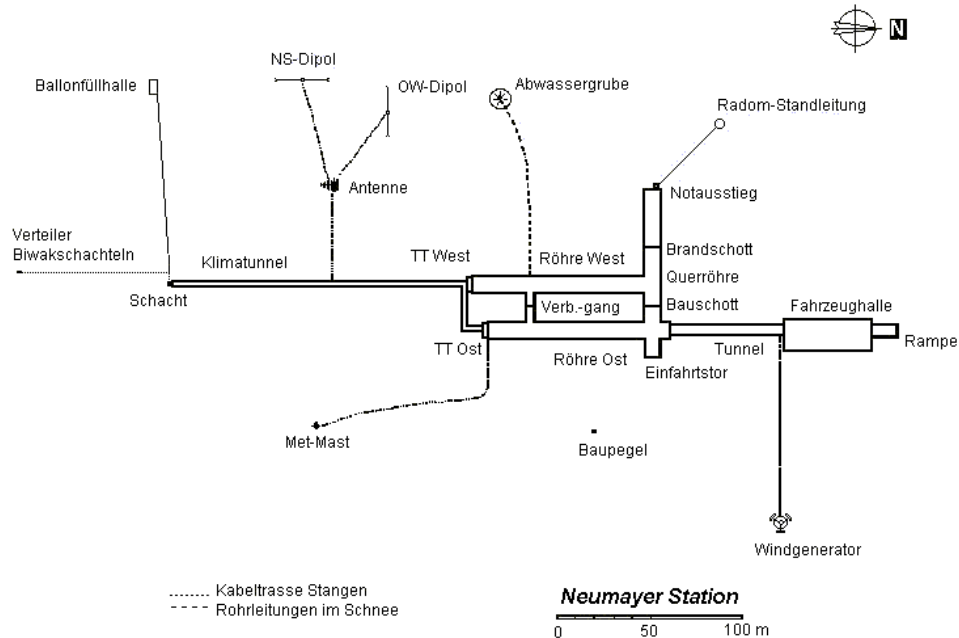 N
NS-Dipol
Ballonfüllhalle
OW-Dipol
Abwassergrube
Radom-Standleitung
Antenne
Notausstieg
Verteiler
Biwakschachteln
Klimatunnel
TT West
Röhre West
Brandschott
Querröhre
Schacht
Verb.-gang
Bauschott
Fahrzeughalle
TT Ost
Röhre Ost
Tunnel
Rampe
Einfahrtstor
Met-Mast
Baupegel
Windgenerator
Kabeltrasse Stangen
Rohrleitungen im Schnee
Neumayer Station
0 50 100 m